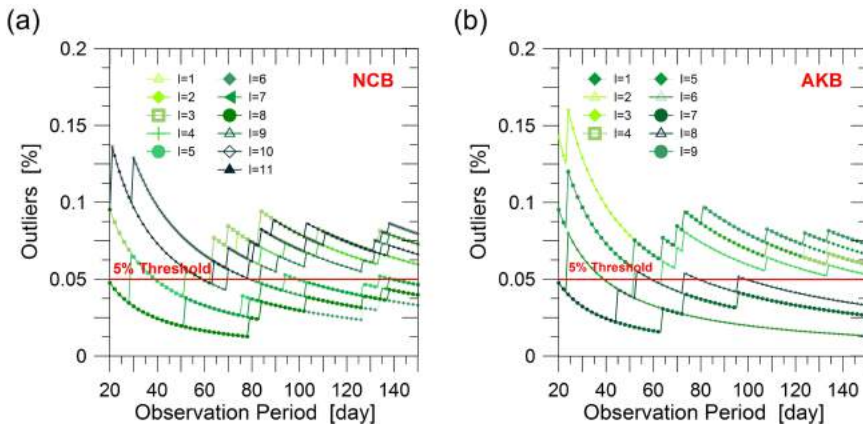 (a)
0.2
NCB
l=1
l=6
l=2
l=7
l=3
l=8
l=4
l=9
l=5
l=10
l=11
0.15
0.1
0.05
0
5% Threshold
Outliers [%]
20 40 60 80 100 120 140
Observation Period [day]
(b)
0.2
AKB
l=1
l=5
l=2
l=6
l=3
l=7
l=4
l=8
l=9
0.15
0.1
0.05
0
5% Threshold
Outliers [%]
20 40 60 80 100 120 140
Observation Period [day]